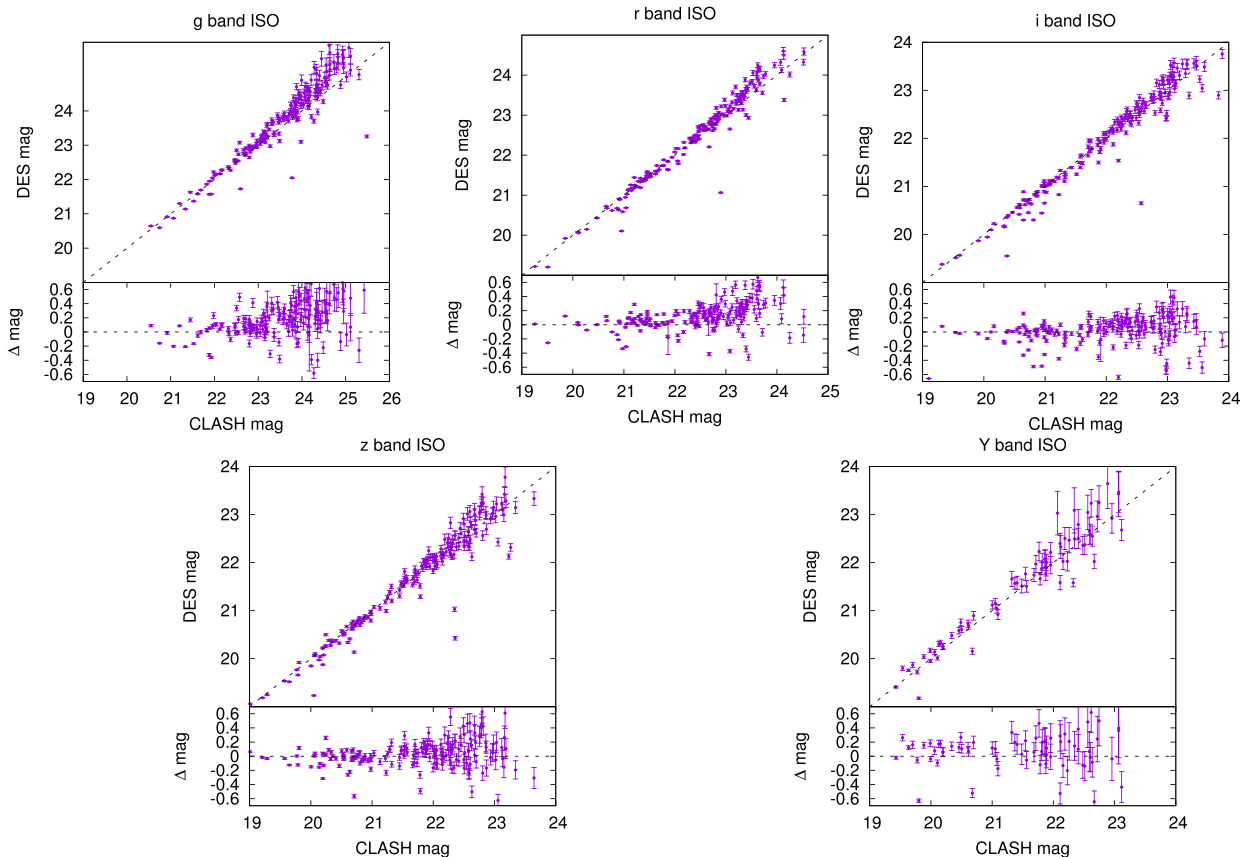 g band ISO
26
24
23
22
21
20
DES mag
0.6
0.4
0.2
0
-0.2
-0.4
-0.6
Δ mag
19 20 21 22 23 24 25 26
CLASH mag
r band ISO
25
24
23
22
21
20
DES mag
0.6
0.4
0.2
0
-0.2
-0.4
-0.6
Δ mag
19 20 21 22 23 24 25
CLASH mag
i band ISO
24
23
22
21
20
DES mag
0.6
0.4
0.2
0
-0.2
-0.4
-0.6
Δ mag
19 20 21 22 23 24
CLASH mag
z band ISO
24
23
22
21
20
DES mag
0.6
0.4
0.2
0
-0.2
-0.4
-0.6
Δ mag
19 20 21 22 23 24
CLASH mag
Y band ISO
24
23
22
21
20
DES mag
0.6
0.4
0.2
0
-0.2
-0.4
-0.6
Δ mag
19 20 21 22 23 24
CLASH mag